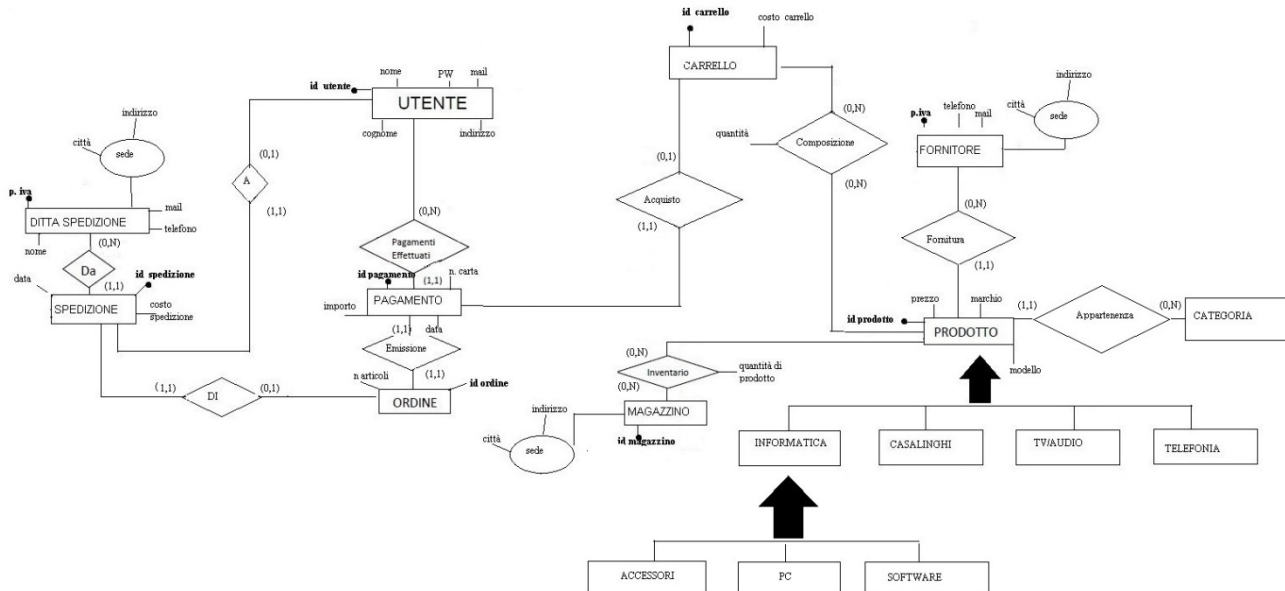 id carrello
costo carrello
CARRELLO
nome
PW
mail
id utente
UTENTE
cognome
indirizzo
indirizzo
città
sede
(0,1)
A
(1,1)
p. iva
DITTA SPEDIZIONE
mail
telefono
nome
(0,N)
Da
(1,1)
id spedizione
data
SPEDIZIONE
costo
spedizione
(0,N)
Pagamenti
Effettuati
id pagamento
(1,1)
n. carta
importo
PAGAMENTO
data
(1,1)
Emissione
(1,1)
n articoli
id ordine
ORDINE
(1,1)
DI
(0,1)
(0,1)
Acquisto
(1,1)
(0,N)
quantità
Composizione
(0,N)
indirizzo
città
sede
p.iva
telefono
mail
FORNITORE
(0,N)
Fornitura
(1,1)
prezzo
marchio
id prodotto
PRODOTTO
modello
(1,1)
Appartenenza
(0,N)
CATEGORIA
(0,N)
Inventario
(0,N)
quantità di
prodotto
MAGAZZINO
id magazzino
indirizzo
città
sede
INFORMATICA
CASALINGHI
TV/AUDIO
TELEFONIA
ACCESSORI
PC
SOFTWARE